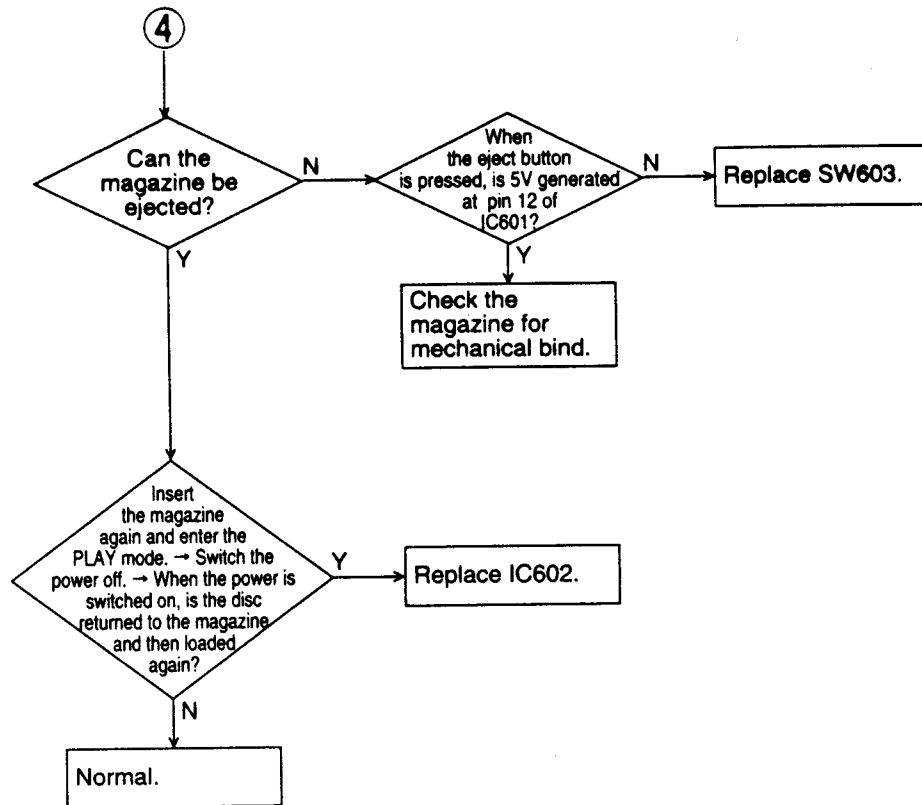 4
Can the
magazine be
ejected?
N
Y
When
the eject button
is pressed, is 5V generated
at pin 12 of
IC601?
N
Y
Replace SW603.
Check the
magazine for
mechanical bind.
Insert
the magazine
again and enter the
PLAY mode. → Switch the
power off. → When the power is
switched on, is the disc
returned to the magazine
and then loaded
again?
Y
N
Replace IC602.
Normal.